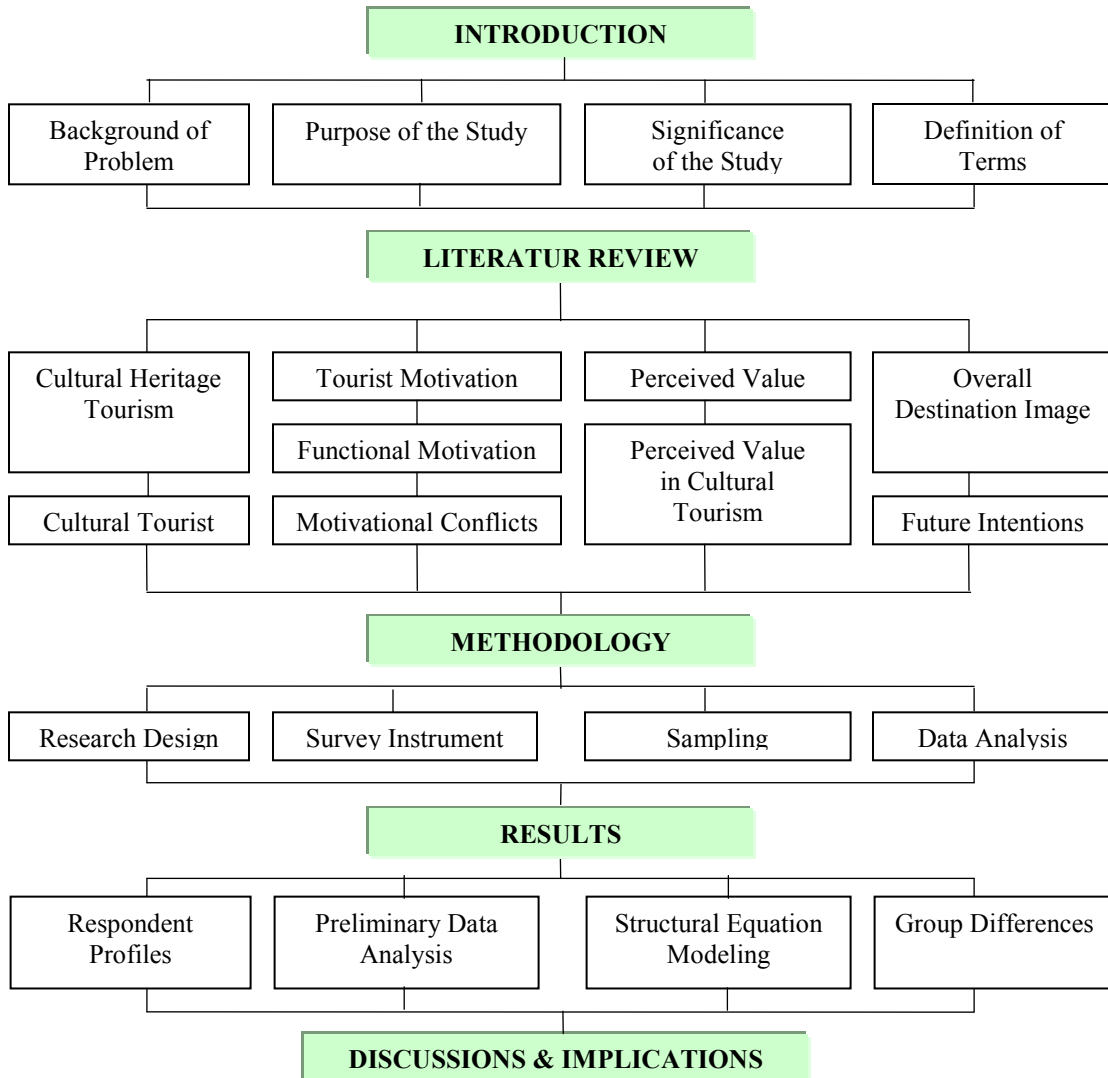 INTRODUCTION
Background of
Problem
Purpose of the Study
Significance
of the Study
Definition of
Terms
LITERATUR REVIEW
Cultural Heritage
Tourism
Cultural Tourist
Tourist Motivation
Functional Motivation
Motivational Conflicts
Perceived Value
Perceived Value
in Cultural
Tourism
Overall
Destination Image
Future Intentions
METHODOLOGY
Research Design
Survey Instrument
Sampling
Data Analysis
RESULTS
Respondent
Profiles
Preliminary Data
Analysis
Structural Equation
Modeling
Group Differences
DISCUSSIONS & IMPLICATIONS